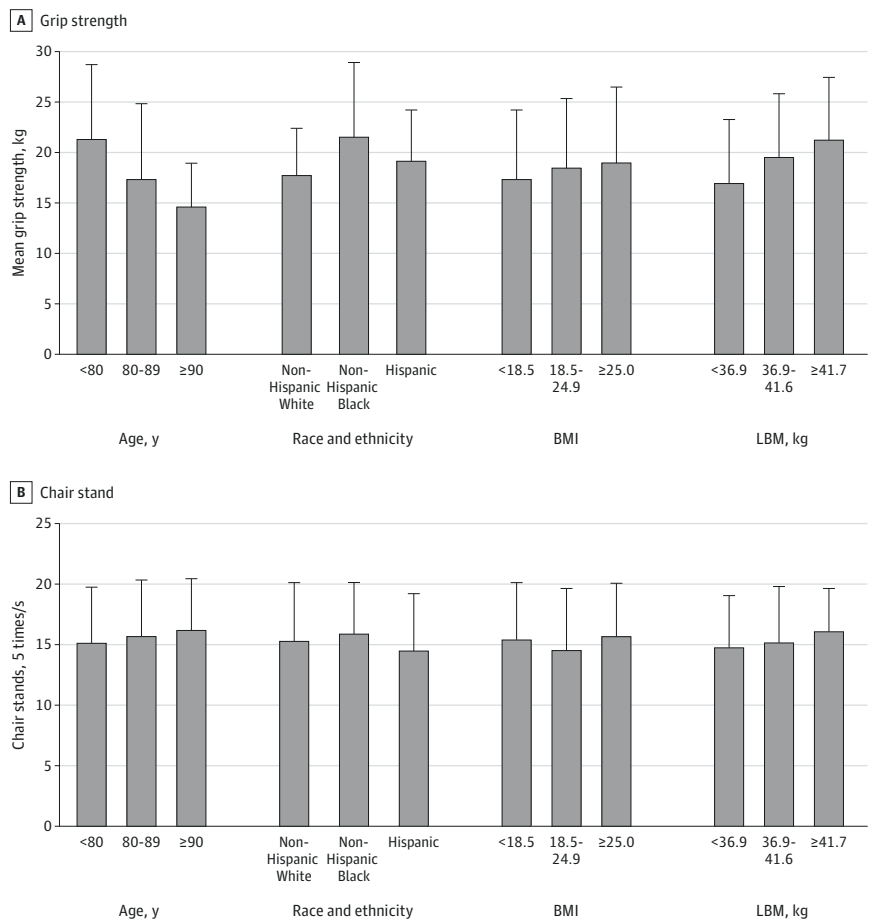 A Grip strength
30
25
20
15
10
5
0
Mean grip strength, kg
<80 80-89 ≥90 Non-Hispanic White Non-Hispanic Black Hispanic <18.5 18.5-24.9 ≥25.0 <36.9 36.9-41.6 ≥41.7
Age, y Race and ethnicity BMI LBM, kg
B Chair stand
25
20
15
10
5
0
Chair stands, 5 times/s
<80 80-89 ≥90 Non-Hispanic White Non-Hispanic Black Hispanic <18.5 18.5-24.9 ≥25.0 <36.9 36.9-41.6 ≥41.7
Age, y Race and ethnicity BMI LBM, kg